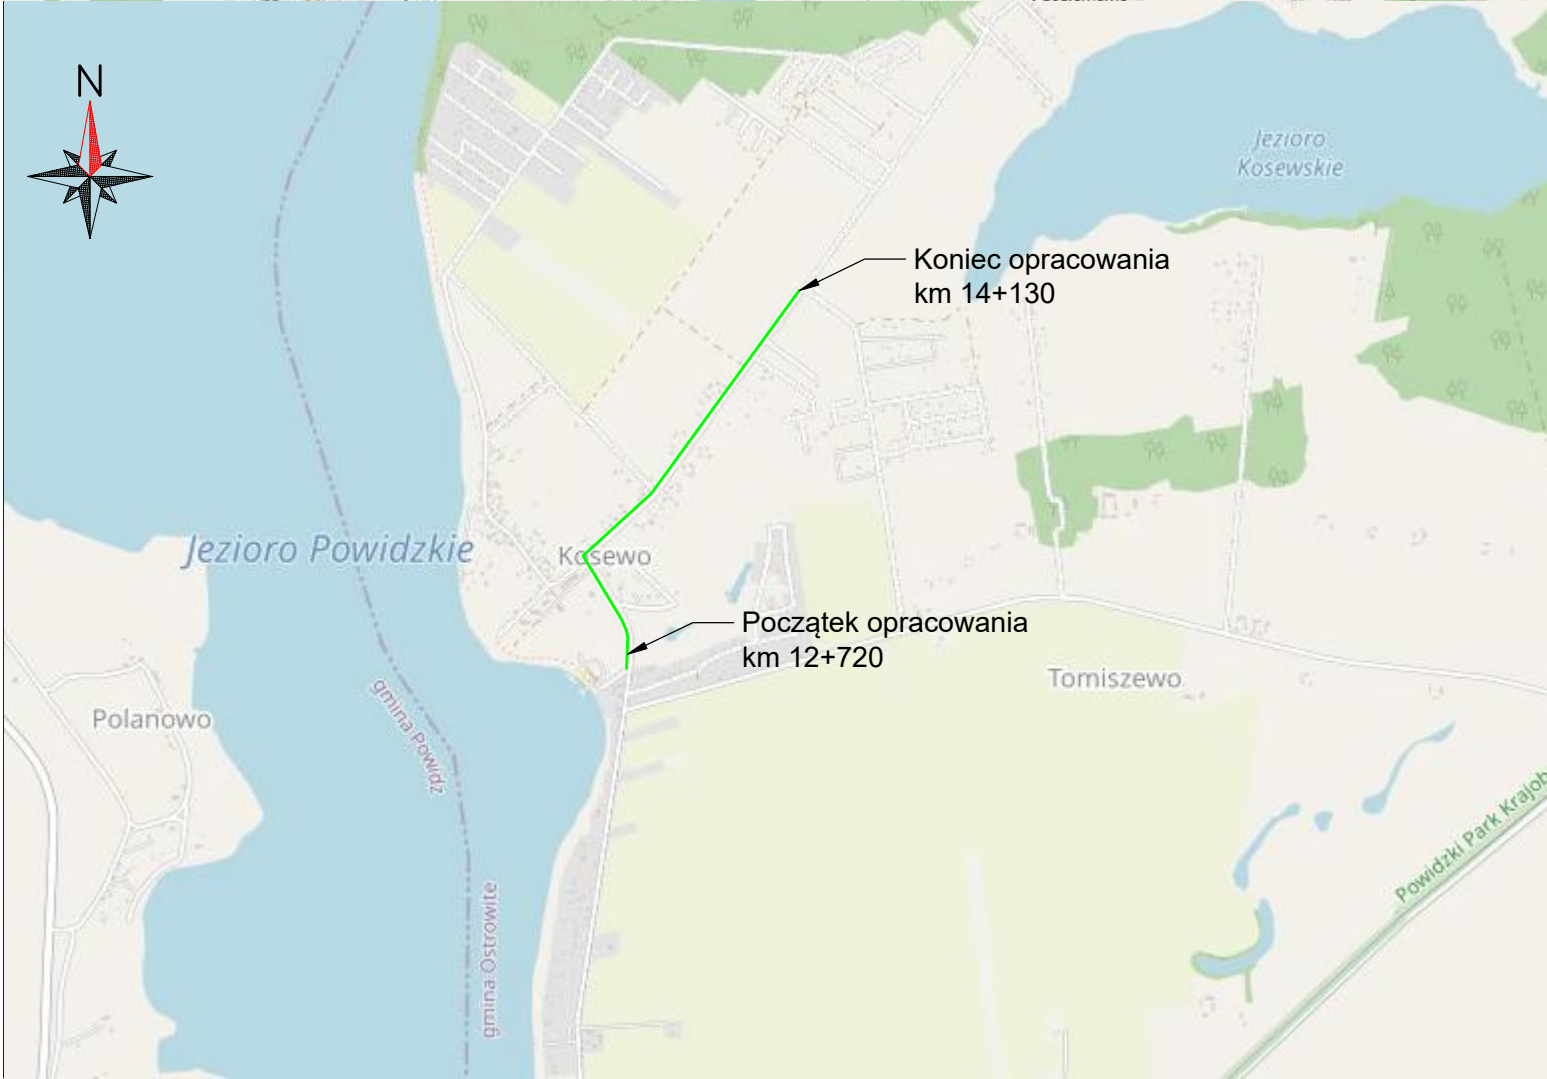 N
Jezioro
Kosewskie
Koniec opracowania
km 14+130
Jezioro Powidzkie
Kosewo
Początek opracowania
km 12+720
Tomiszewo
Polanowo
gmina Powidz
gmina Ostrowite
Powidzki Park Krajob